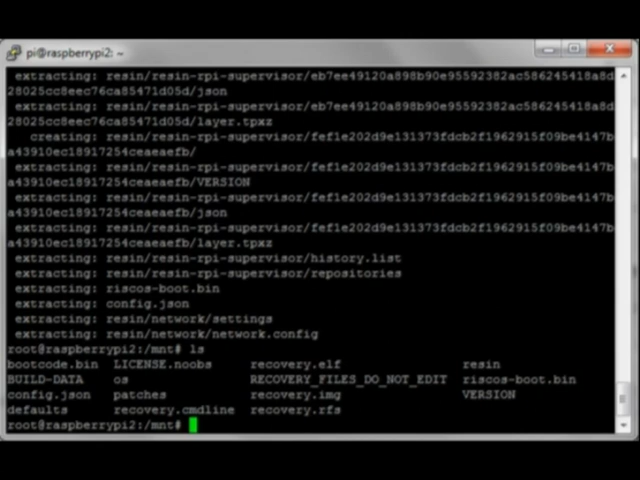 pi@raspberrypi2: ~
extracting: resin/resin-rpi-supervisor/eb7ee49120a898b90e95592382ac586245418a8d
28025cc8eec76ca85471d05d/json
extracting: resin/resin-rpi-supervisor/eb7ee49120a898b90e95592382ac586245418a8d
28025cc8eec76ca85471d05d/layer.tpxz
creating: resin/resin-rpi-supervisor/fef1e202d9e131373fdcb2f1962915f09be4147b
a43910ec18917254ceaeaefb/
extracting: resin/resin-rpi-supervisor/fef1e202d9e131373fdcb2f1962915f09be4147b
a43910ec18917254ceaeaefb/VERSION
extracting: resin/resin-rpi-supervisor/fef1e202d9e131373fdcb2f1962915f09be4147b
a43910ec18917254ceaeaefb/json
extracting: resin/resin-rpi-supervisor/fef1e202d9e131373fdcb2f1962915f09be4147b
a43910ec18917254ceaeaefb/layer.tpxz
extracting: resin/resin-rpi-supervisor/history.list
extracting: resin/resin-rpi-supervisor/repositories
extracting: riscos-boot.bin
extracting: config.json
extracting: resin/network/settings
extracting: resin/network/network.config
root@raspberrypi2:/mnt# ls
bootcode.bin LICENSE.noobs recovery.elf resin
BUILD-DATA os RECOVERY_FILES_DO_NOT_EDIT riscos-boot.bin
config.json patches recovery.img VERSION
defaults recovery.cmdline recovery.rfs
root@raspberrypi2:/mnt#